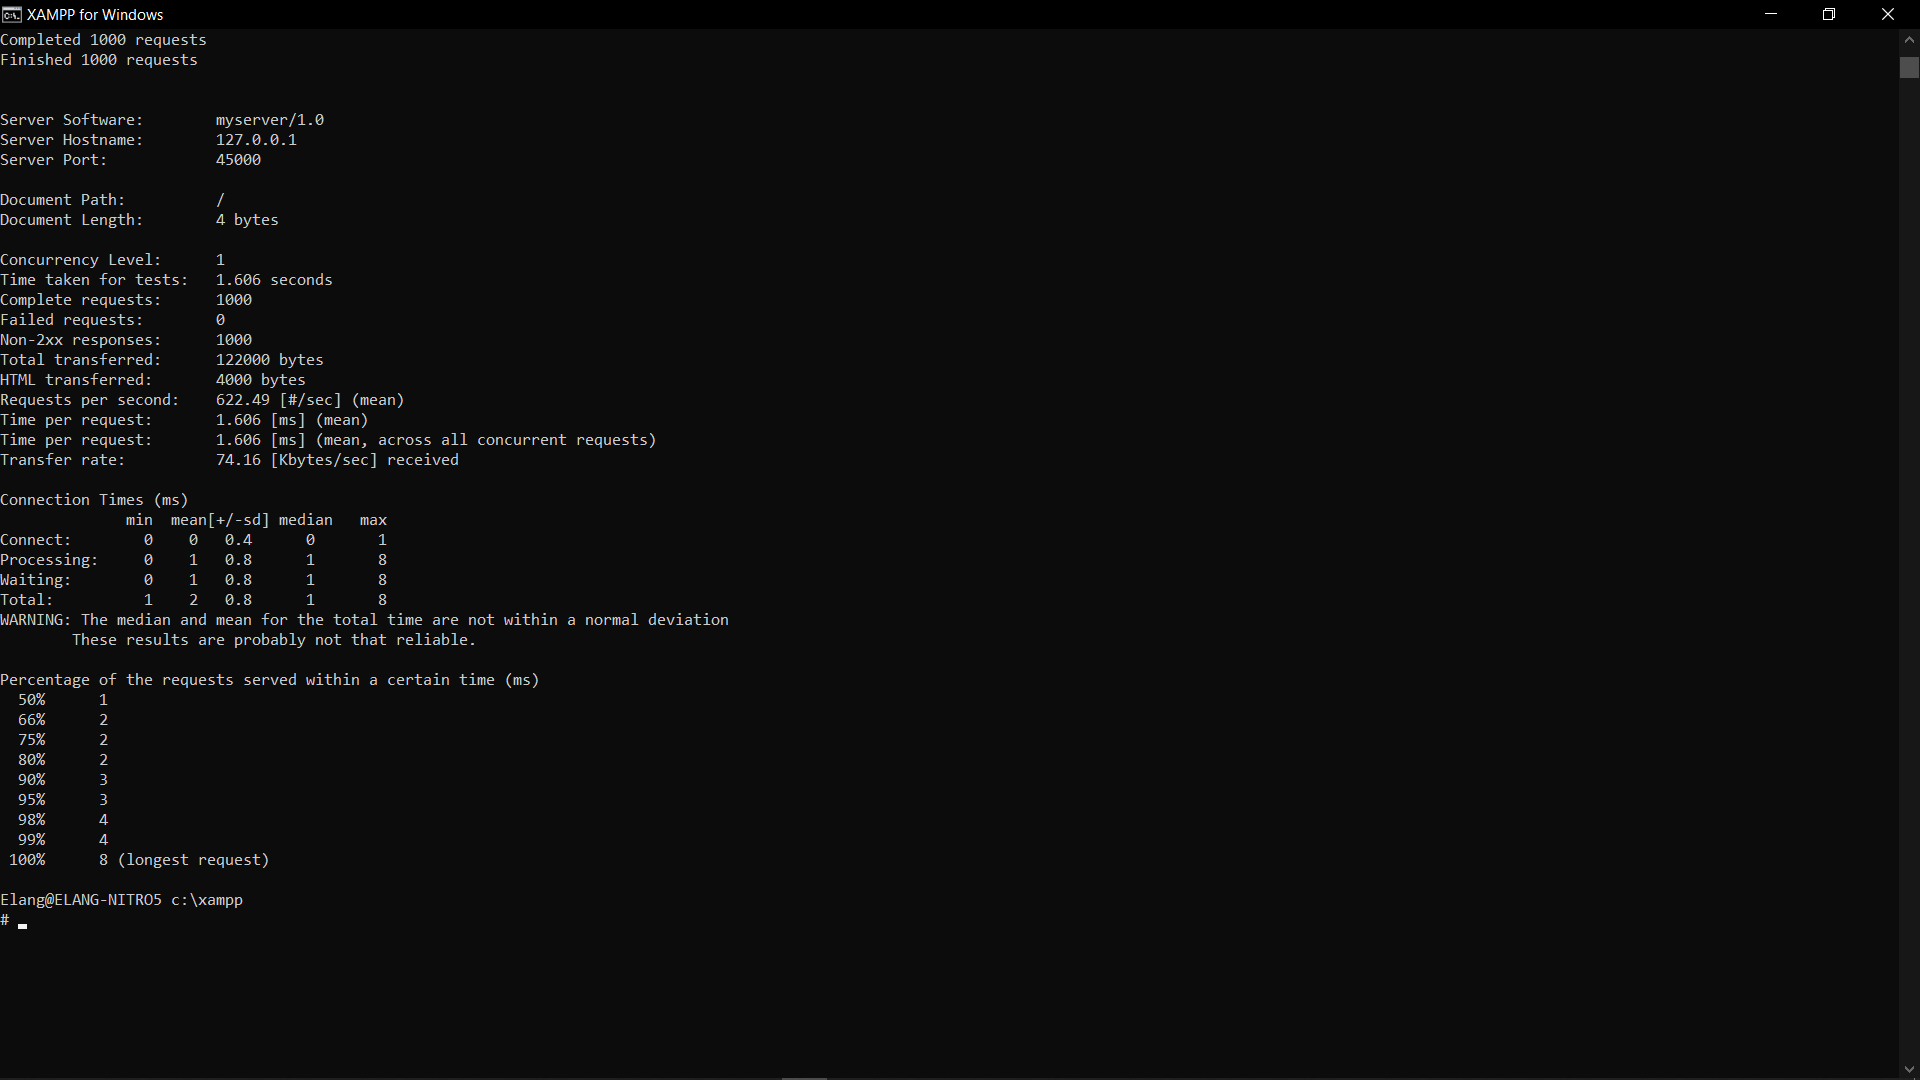 XAMPP for Windows
Completed 1000 requests
Finished 1000 requests
Server Software:        myserver/1.0
Server Hostname:        127.0.0.1
Server Port:            45000
Document Path:          /
Document Length:        4 bytes
Concurrency Level:      1
Time taken for tests:   1.606 seconds
Complete requests:      1000
Failed requests:        0
Non-2xx responses:      1000
Total transferred:      122000 bytes
HTML transferred:       4000 bytes
Requests per second:    622.49 [#/sec] (mean)
Time per request:       1.606 [ms] (mean)
Time per request:       1.606 [ms] (mean, across all concurrent requests)
Transfer rate:          74.16 [Kbytes/sec] received
Connection Times (ms)
              min  mean[+/-sd] median   max
Connect:        0    0   0.4      0       1
Processing:     0    1   0.8      1       8
Waiting:        0    1   0.8      1       8
Total:          1    2   0.8      1       8
WARNING: The median and mean for the total time are not within a normal deviation
        These results are probably not that reliable.
Percentage of the requests served within a certain time (ms)
  50%      1
  66%      2
  75%      2
  80%      2
  90%      3
  95%      3
  98%      4
  99%      4
 100%      8 (longest request)
Elang@ELANG-NITRO5 c:\xampp
#